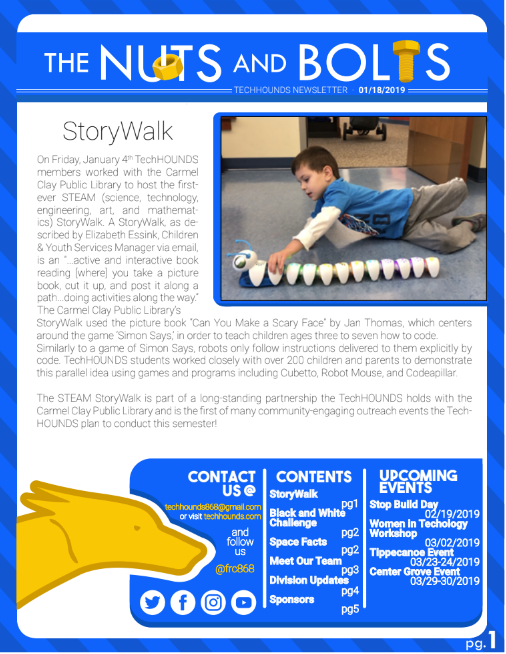 THE NUTS AND BOLTS
TECHHOUNDS NEWSLETTER | 01/18/2019
StoryWalk
On Friday, January 4th TechHOUNDS
members worked with the Carmel
Clay Public Library to host the first-
ever STEAM (science, technology,
engineering, art, and mathemat-
ics) StoryWalk. A StoryWalk, as de-
scribed by Elizabeth Essink, Children
& Youth Services Manager via email,
is an "...active and interactive book
reading [where] you take a picture
book, cut it up, and post it along a
path...doing activities along the way."
The Carmel Clay Public Library's
StoryWalk used the picture book "Can You Make a Scary Face" by Jan Thomas, which centers
around the game 'Simon Says,' in order to teach children ages three to seven how to code.
Similarly to a game of Simon Says, robots only follow instructions delivered to them explicitly by
code. TechHOUNDS students worked closely with over 200 children and parents to demonstrate
this parallel idea using games and programs including Cubetto, Robot Mouse, and Codeapillar.
The STEAM StoryWalk is part of a long-standing partnership the TechHOUNDS holds with the
Carmel Clay Public Library and is the first of many community-engaging outreach events the Tech-
HOUNDS plan to conduct this semester!
CONTACT
US @
techhounds868@gmail.com
or visit techhounds.com
and
follow
us
@frc868
CONTENTS
StoryWalk
pg1
Black and White
Challenge
pg2
Space Facts
pg2
Meet Our Team
pg3
Division Updates
pg4
Sponsors
pg5
UPCOMING
EVENTS
Stop Build Day
02/19/2019
Women in Techology
Workshop
03/02/2019
Tippecanoe Event
03/23-24/2019
Center Grove Event
03/29-30/2019
pg.1